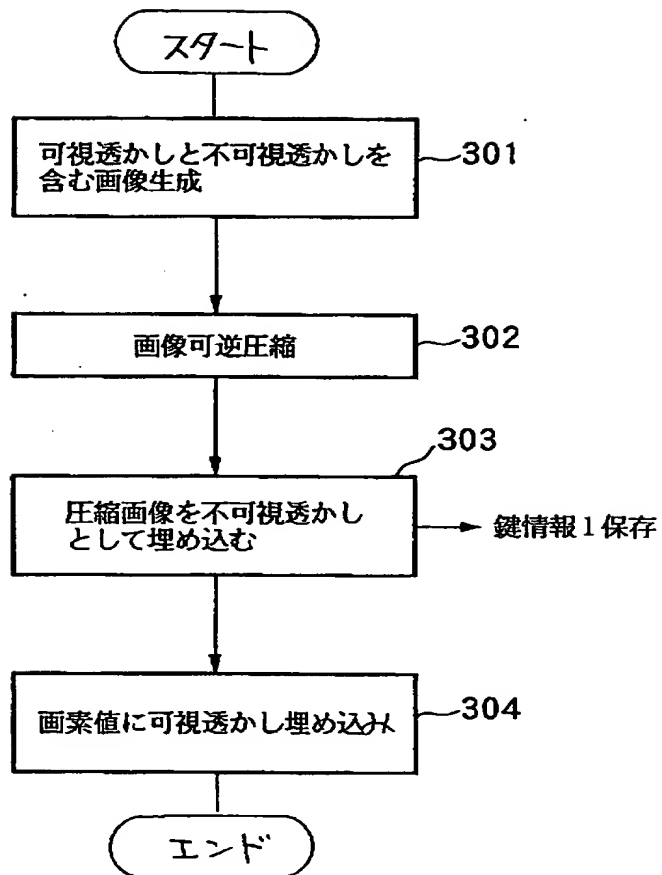 スタート
可視透かしと不可視透かしを
含む画像生成
301
画像可逆圧縮
302
303
圧縮画像を不可視透かし
として埋め込む
鍵情報1保存
画素値に可視透かし埋め込み
304
エンド